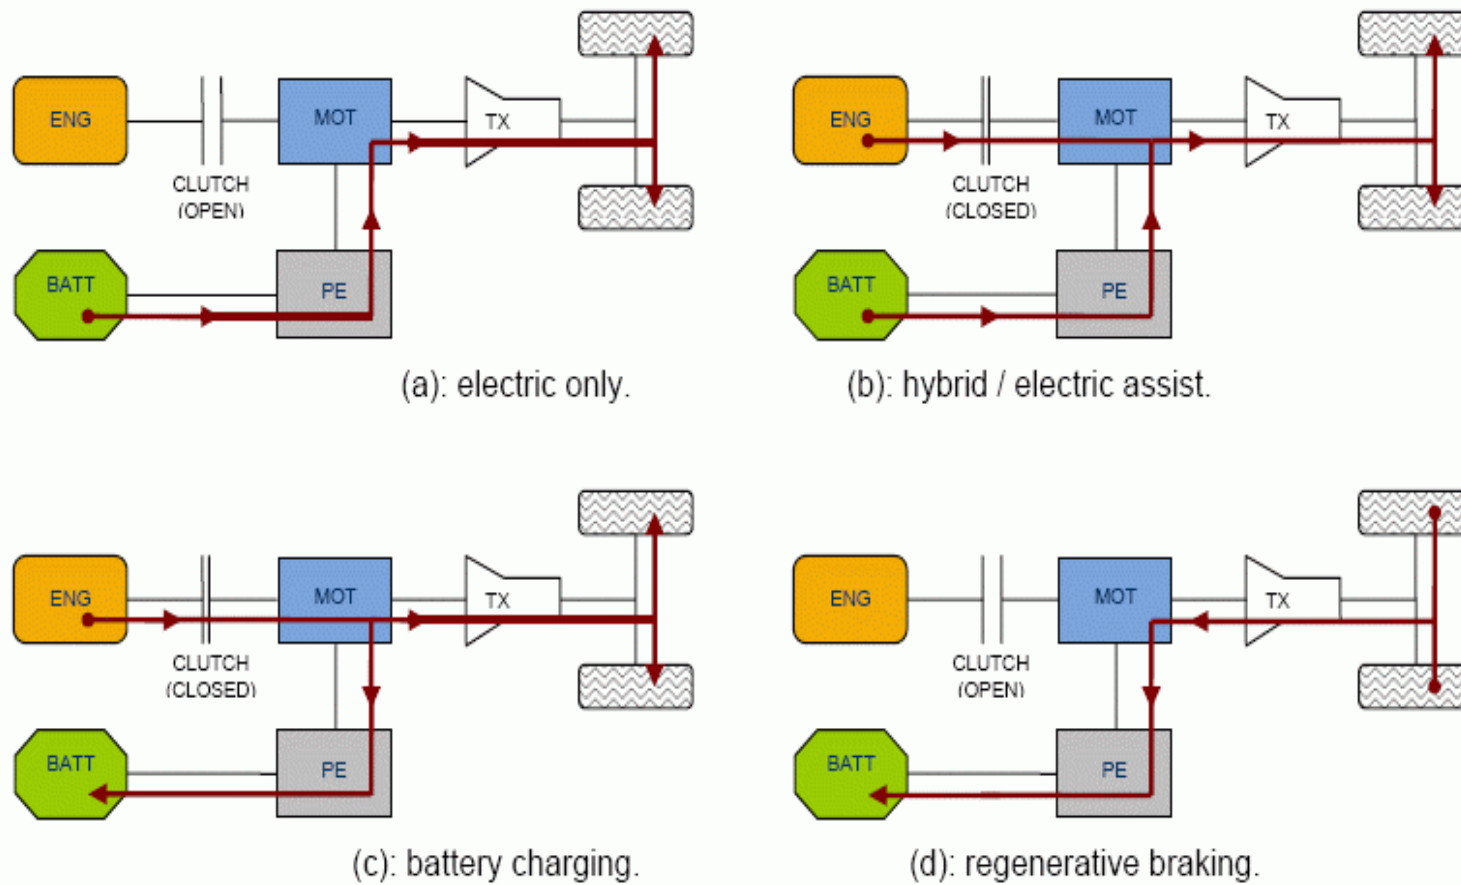 ENG
MOT
TX
CLUTCH
(OPEN)
BATT
PE
(a): electric only.
ENG
MOT
TX
CLUTCH
(CLOSED)
BATT
PE
(b): hybrid / electric assist.
ENG
MOT
TX
CLUTCH
(CLOSED)
BATT
PE
(c): battery charging.
ENG
MOT
TX
CLUTCH
(OPEN)
BATT
PE
(d): regenerative braking.